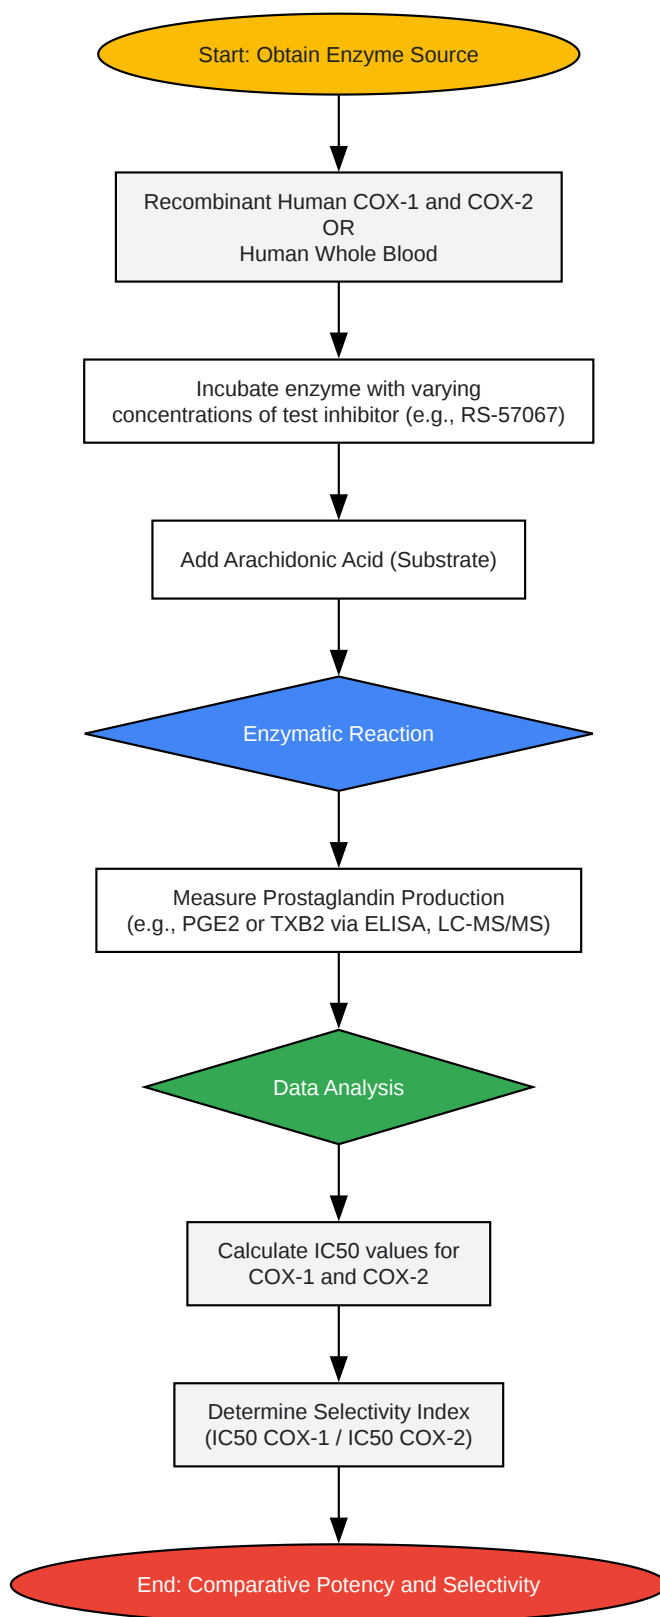 Start: Obtain Enzyme Source
Recombinant Human COX-1 and COX-2
OR
Human Whole Blood
Incubate enzyme with varying
concentrations of test inhibitor (e.g., RS-57067)
Add Arachidonic Acid (Substrate)
Enzymatic Reaction
Measure Prostaglandin Production
(e.g., PGE2 or TXB2 via ELISA, LC-MS/MS)
Data Analysis
Calculate IC50 values for
COX-1 and COX-2
Determine Selectivity Index
(IC50 COX-1 / IC50 COX-2)
End: Comparative Potency and Selectivity